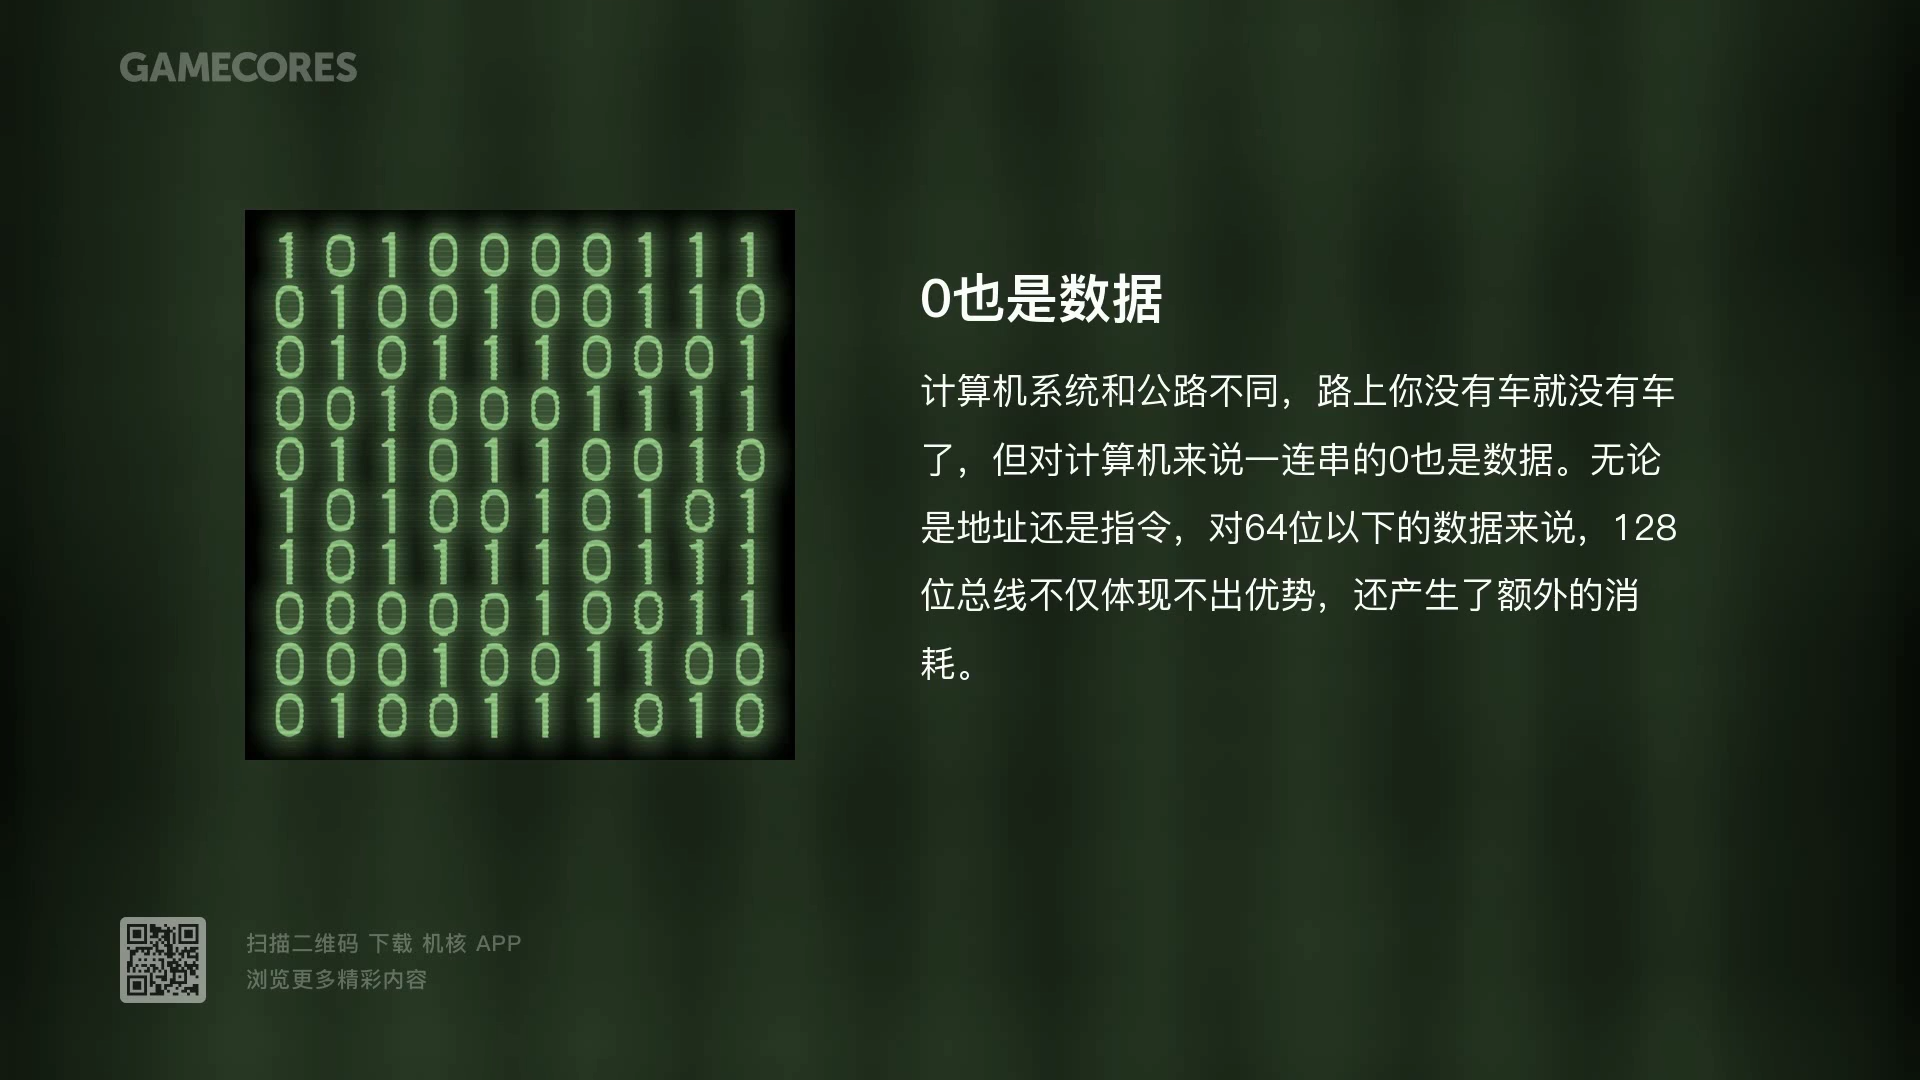 GAMECORES
1 0 1 0 0 0 0 1 1 1
0 1 0 0 1 0 0 1 1 0
0 1 0 1 1 1 0 0 0 1
0 0 1 0 0 0 1 1 1 1
0 1 1 0 1 1 0 0 1 0
1 0 1 0 0 1 0 1 0 1
1 0 1 1 1 1 0 1 1 1
0 0 0 0 0 1 0 0 1 1
0 0 0 1 0 0 1 1 0 0
0 1 0 0 1 1 1 0 1 0
0也是数据
计算机系统和公路不同，路上你没有车就没有车
了，但对计算机来说一连串的0也是数据。无论
是地址还是指令，对64位以下的数据来说，128
位总线不仅体现不出优势，还产生了额外的消
耗。
扫描二维码 下载 机核 APP
浏览更多精彩内容